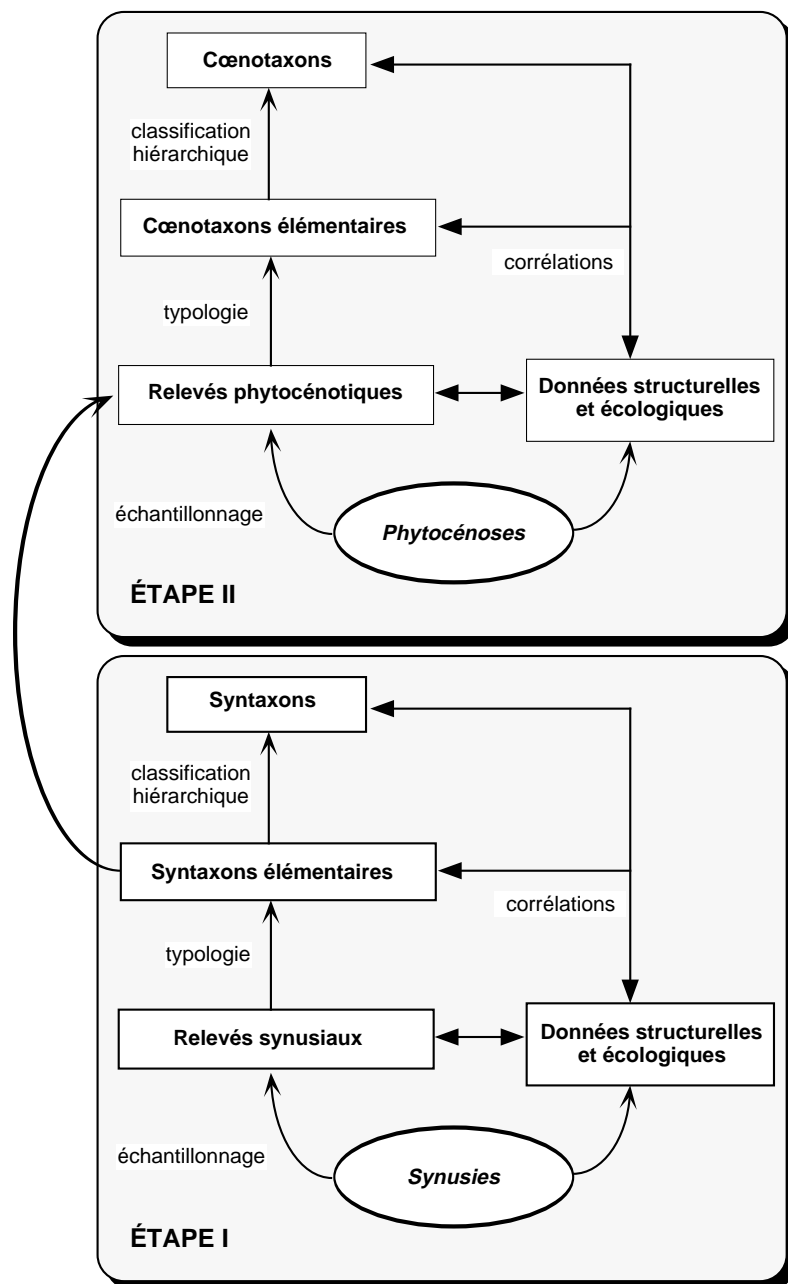 Cœnotaxons
classification
hiérarchique
Cœnotaxons élémentaires
corrélations
typologie
Relevés phytocénotiques
Données structurelles
et écologiques
échantillonnage
Phytocénoses
ÉTAPE II
Syntaxons
classification
hiérarchique
Syntaxons élémentaires
corrélations
typologie
Relevés synusiaux
Données structurelles
et écologiques
échantillonnage
Synusies
ÉTAPE I